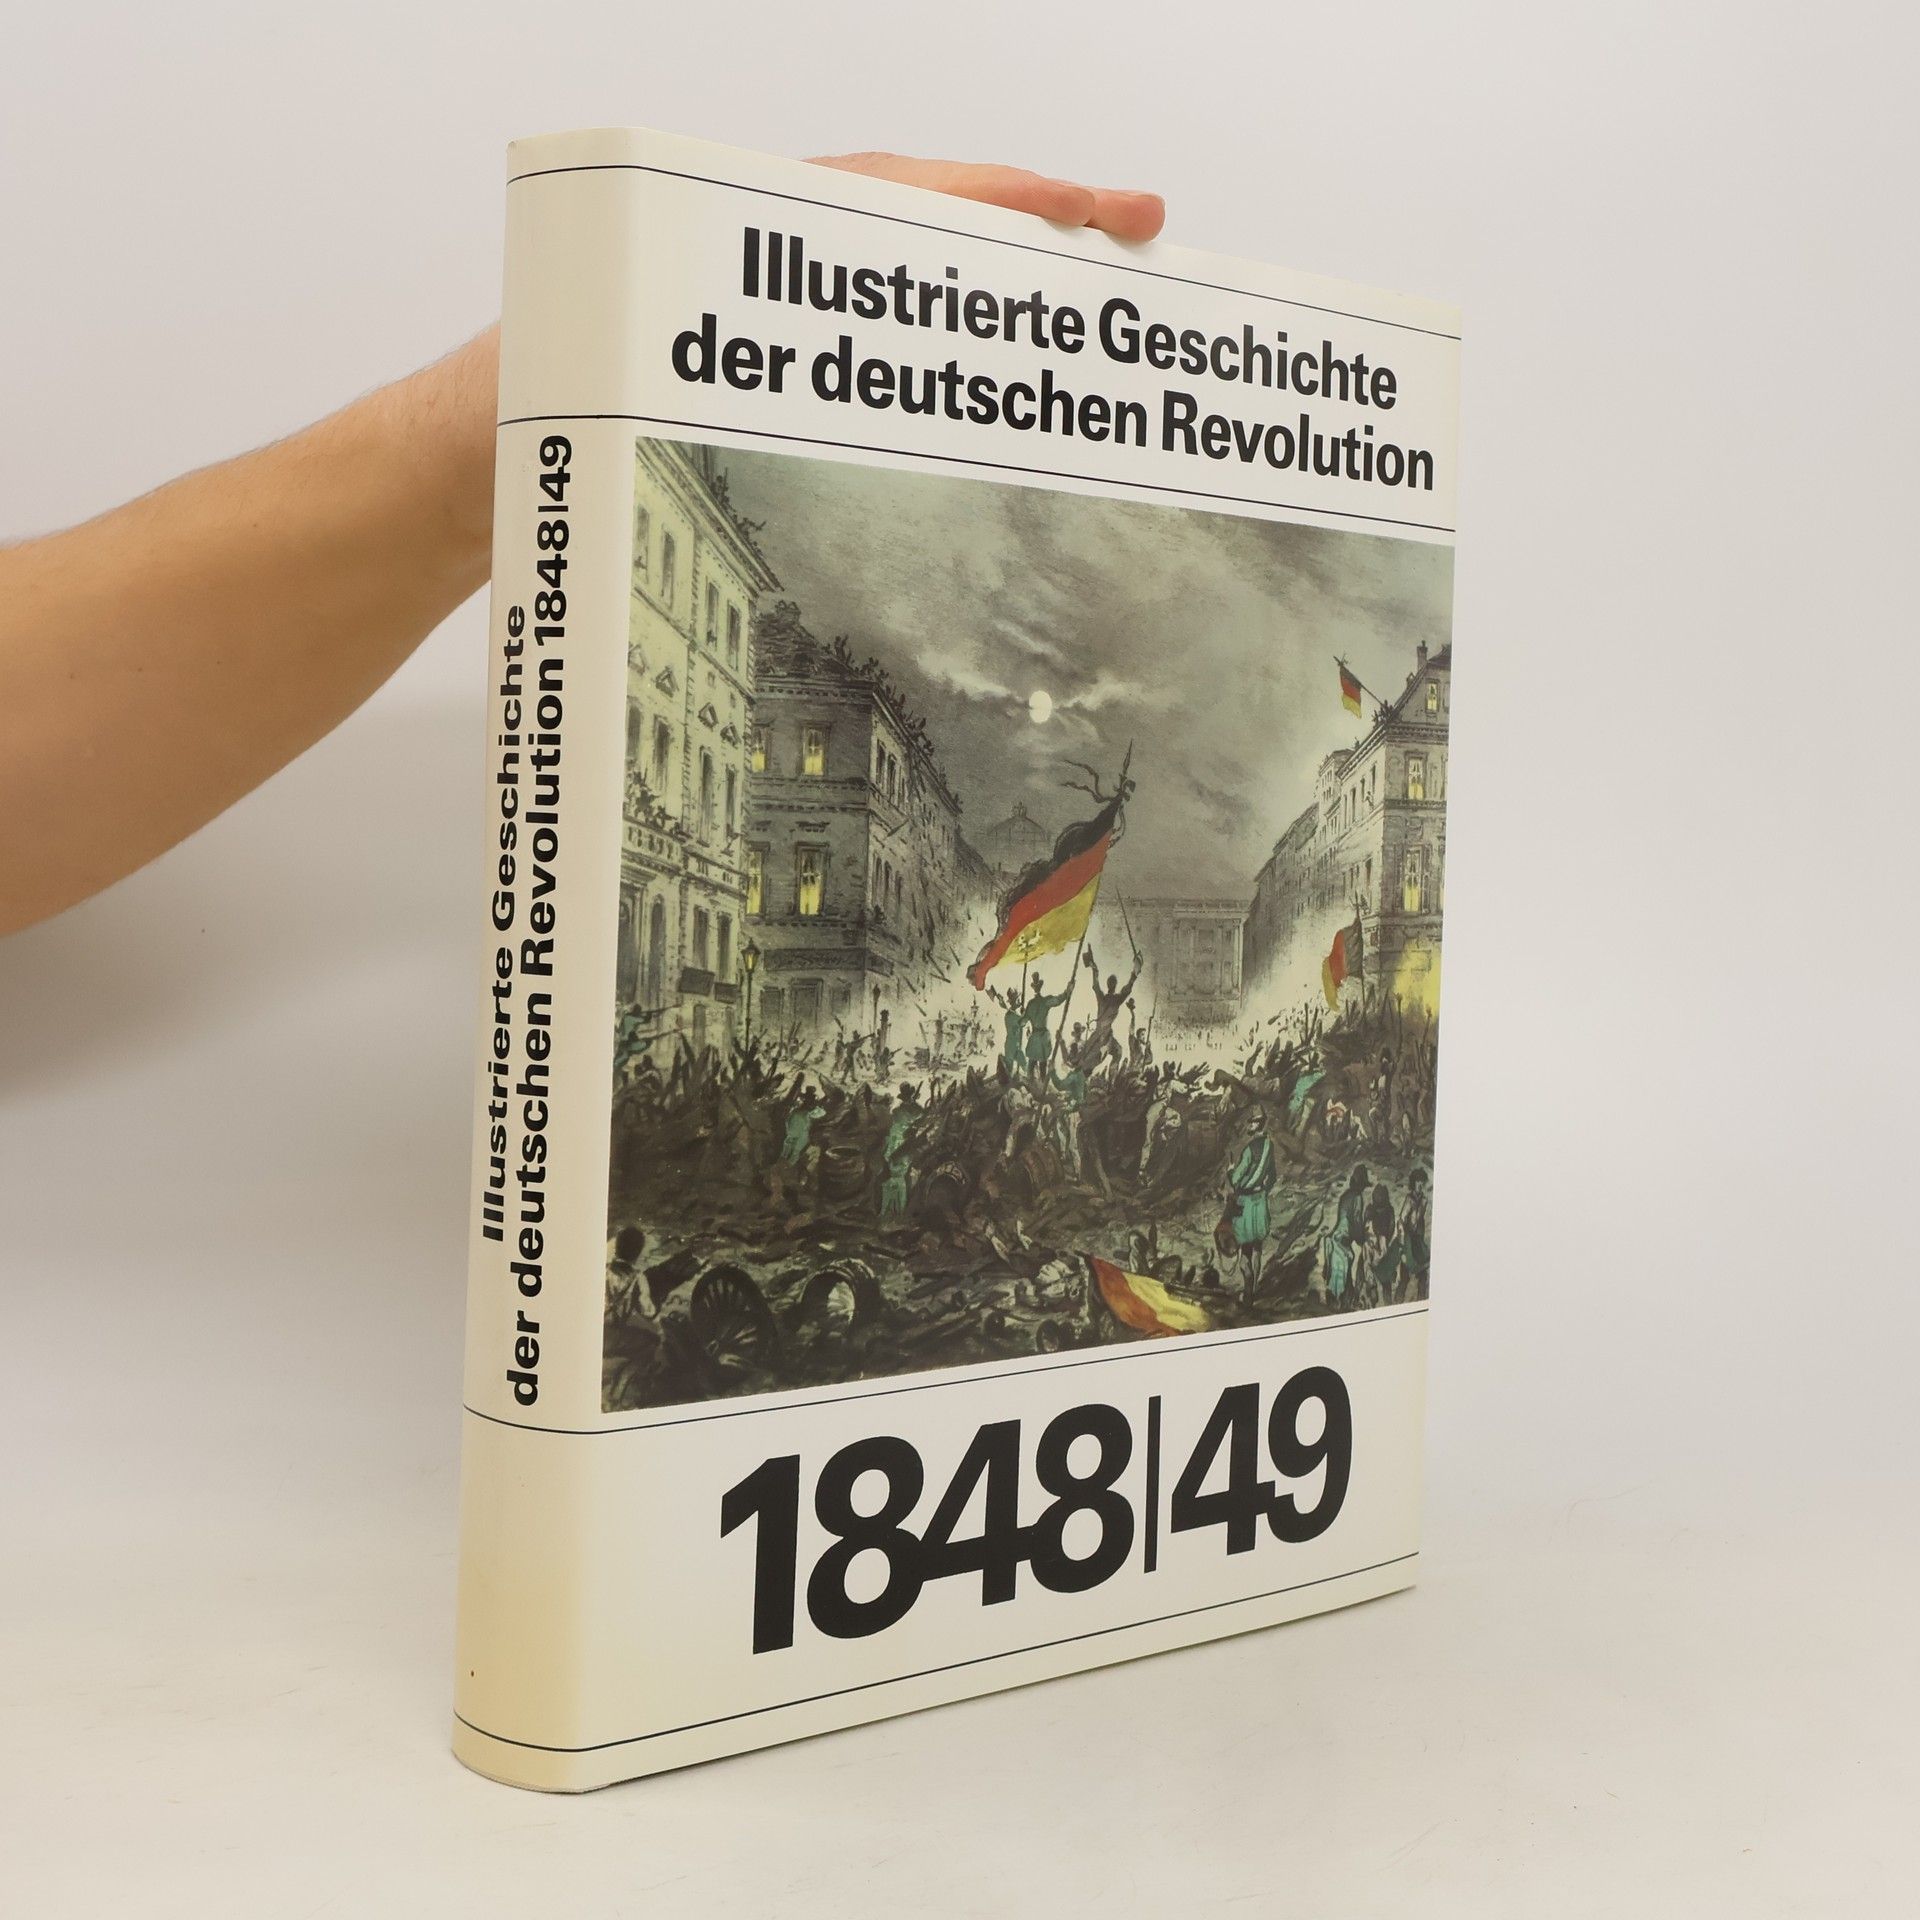 Illustrierte Geschichte
der deutschen Revolution
1848|49
Illustrierte Geschichte
der deutschen Revolution 1848|49